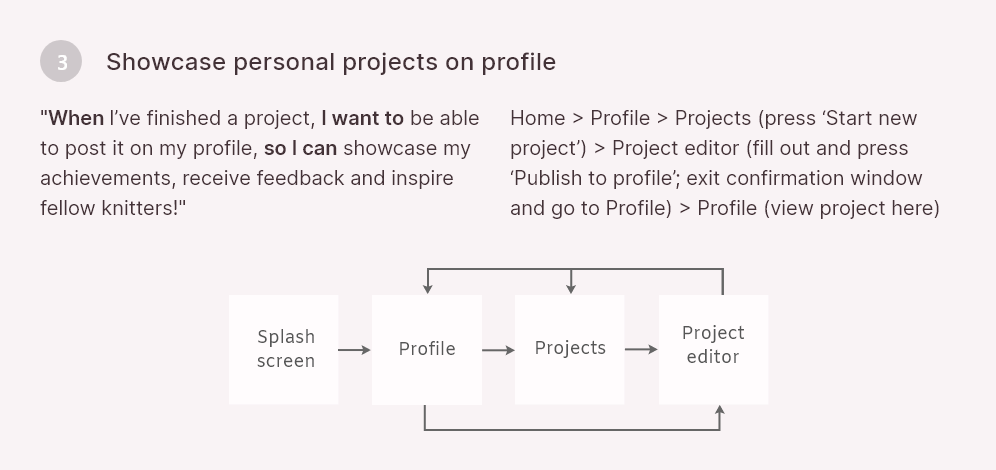 3
Showcase personal projects on profile
"When I’ve finished a project, I want to be able
to post it on my profile, so I can showcase my
achievements, receive feedback and inspire
fellow knitters!"
Home > Profile > Projects (press ‘Start new
project’) > Project editor (fill out and press
‘Publish to profile’; exit confirmation window
and go to Profile) > Profile (view project here)
Splash
screen
Profile
Projects
Project
editor